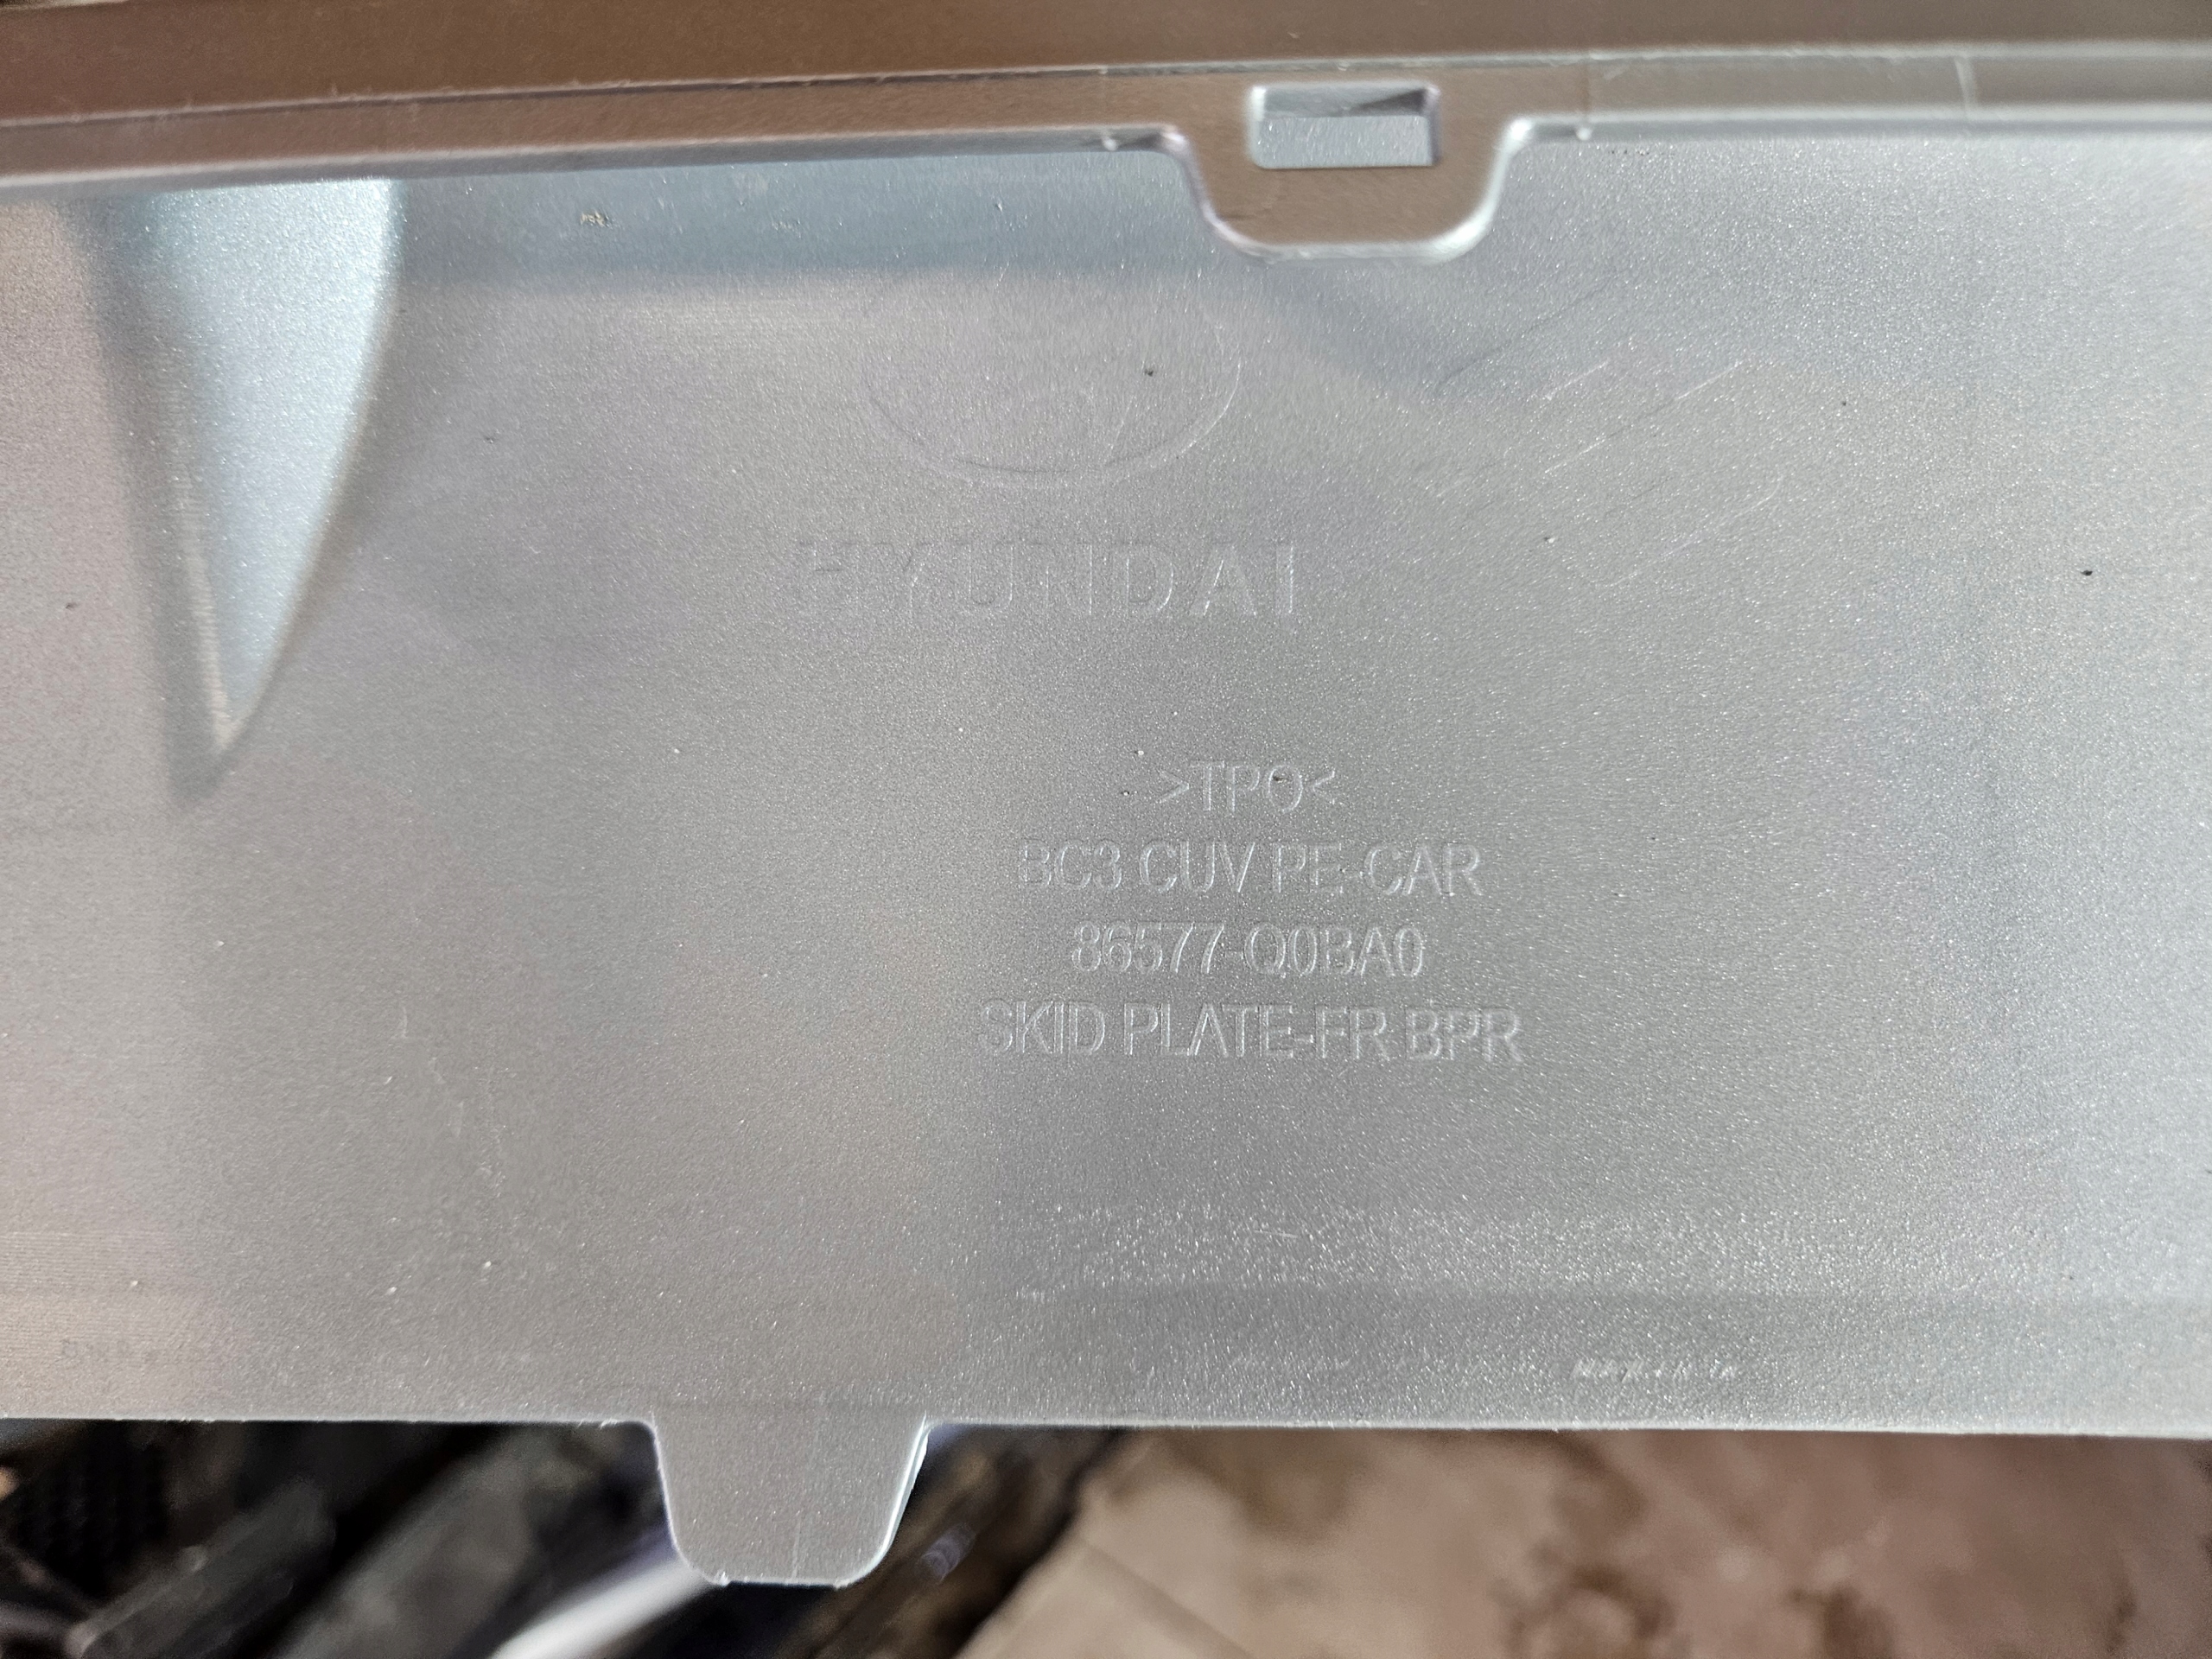 HYUNDAI
>TPO<
BC3 CUV PE-CAR
86577-Q0BA0
SKID PLATE-FR BPR